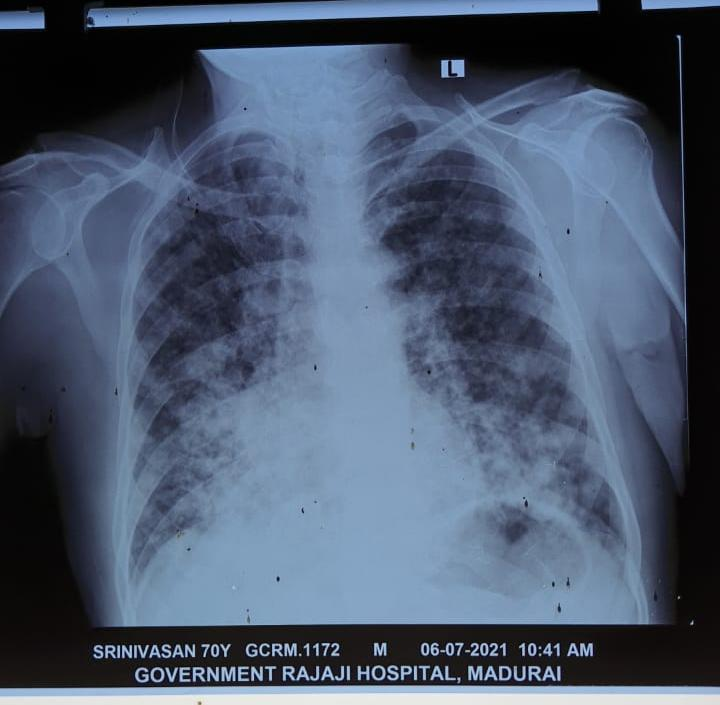 L
SRINIVASAN 70Y GCRM.1172 M 06-07-2021 10:41 AM
GOVERNMENT RAJAJI HOSPITAL, MADURAI